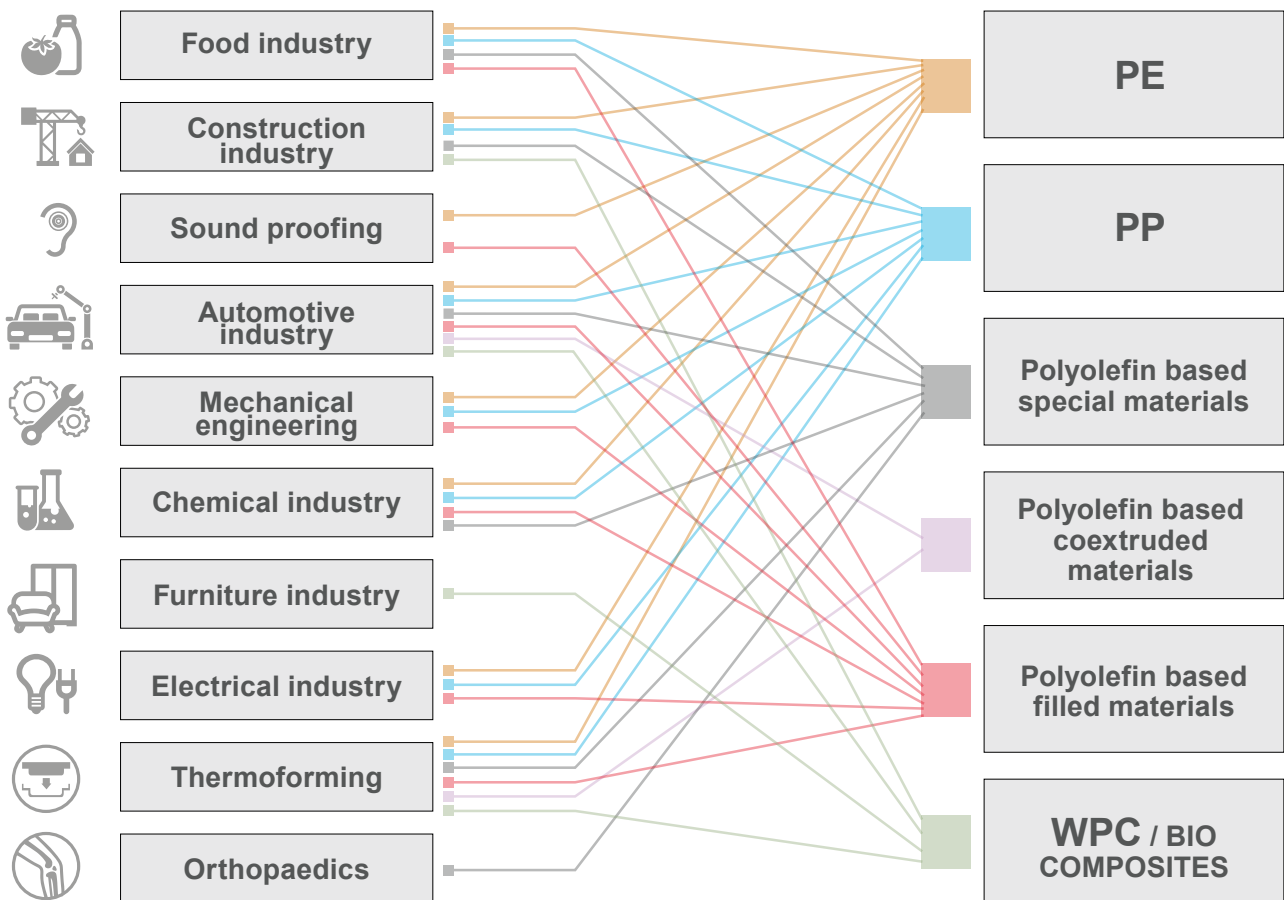 Food industry
Construction
industry
Sound proofing
Automotive
industry
Mechanical
engineering
Chemical industry
Furniture industry
Electrical industry
Thermoforming
Orthopaedics
PE
PP
Polyolefin based
special materials
Polyolefin based
coextruded
materials
Polyolefin based
filled materials
WPC / BIO
COMPOSITES